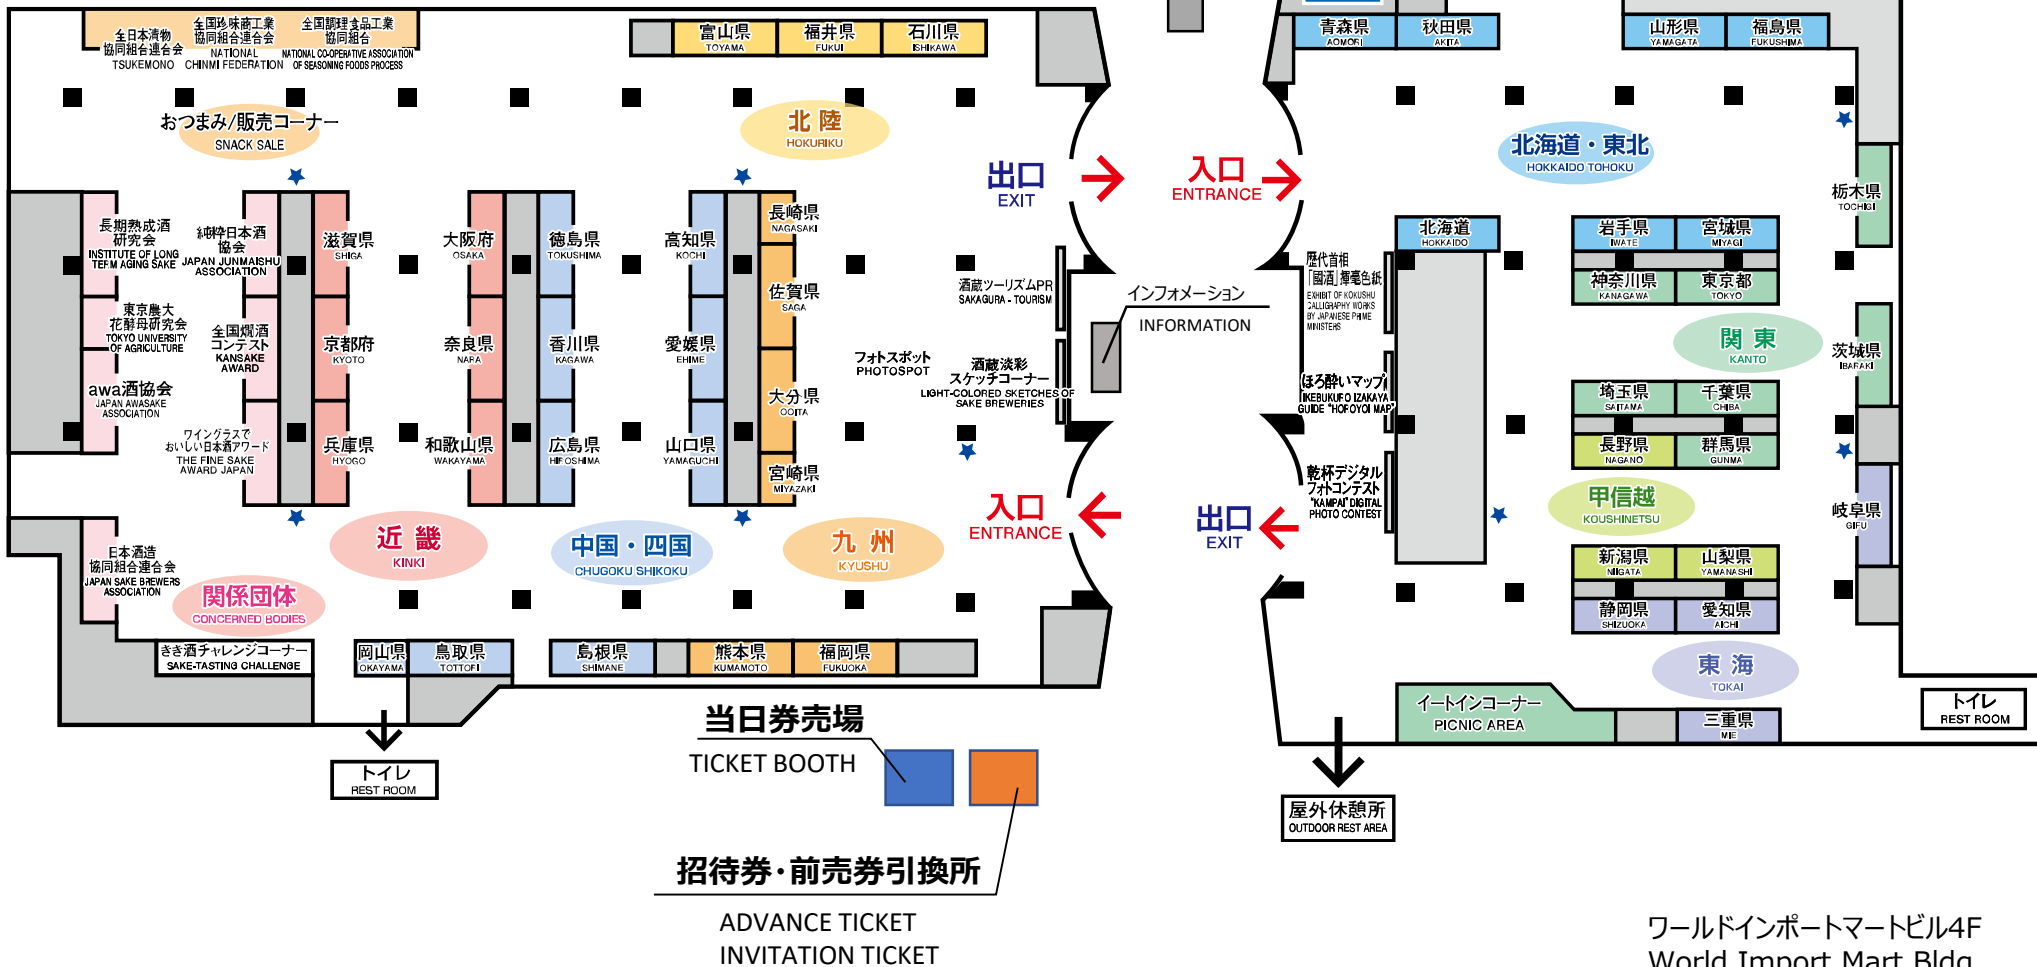 全日本漬物
協同組合連合会
TSUKEMONO
全国珍味商工業
協同組合連合会
NATIONAL
CHINMI FEDERATION
全国調理食品工業
協同組合
NATIONAL CO-OPERATIVE ASSOCIATION
OF SEASONING FOODS PROCESS
富山県
TOYAMA
福井県
FUKUI
石川県
ISHIKAWA
青森県
AOMORI
秋田県
AKITA
山形県
YAMAGATA
福島県
FUKUSHIMA
おつまみ/販売コーナー
SNACK SALE
北陸
HOKURIKU
出口
EXIT
入口
ENTRANCE
北海道・東北
HOKKAIDO TOHOKU
栃木県
TOCHIGI
長期熟成酒
研究会
INSTITUTE OF LONG
TERM AGING SAKE
純粋日本酒
協会
JAPAN JUNMAISHU
ASSOCIATION
滋賀県
SHIGA
大阪府
OSAKA
徳島県
TOKUSHIMA
高知県
KOCHI
長崎県
NAGASAKI
北海道
HOKKAIDO
岩手県
IWATE
宮城県
MIYAGI
神奈川県
KANAGAWA
東京都
TOKYO
佐賀県
SAGA
酒蔵ツーリズムPR
SAKAGURA - TOURISM
インフォメーション
INFORMATION
歴代首相
「國酒」揮毫色紙
EXHIBIT OF KOKUSHU
CALLIGRAPHY WORKS
BY JAPANESE PRIME
MINISTERS
東京農大
花酵母研究会
TOKYO UNIVERSITY
OF AGRICULTURE
全国燗酒
コンテスト
KANSAKE
AWARD
京都府
KYOTO
奈良県
NARA
香川県
KAGAWA
愛媛県
EHIME
関東
KANTO
茨城県
IBARAKI
フォトスポット
PHOTOSPOT
酒蔵淡彩
スケッチコーナー
LIGHT-COLORED SKETCHES OF
SAKE BREWERIES
ほろ酔いマップ
IKEBUKURO IZAKAYA
GUIDE "HOROYOI MAP"
awa酒協会
JAPAN AWASAKE
ASSOCIATION
大分県
OOITA
埼玉県
SAITAMA
千葉県
CHIBA
長野県
NAGANO
群馬県
GUNMA
ワイングラスで
おいしい日本酒アワード
THE FINE SAKE
AWARD JAPAN
兵庫県
HYOGO
和歌山県
WAKAYAMA
広島県
HIROSHIMA
山口県
YAMAGUCHI
宮崎県
MIYAZAKI
乾杯デジタル
フォトコンテスト
"KAMPAI" DIGITAL
PHOTO CONTEST
甲信越
KOUSHINETSU
岐阜県
GIFU
入口
ENTRANCE
出口
EXIT
近畿
KINKI
中国・四国
CHUGOKU SHIKOKU
九州
KYUSHU
日本酒造
協同組合連合会
JAPAN SAKE BREWERS
ASSOCIATION
関係団体
CONCERNED BODIES
新潟県
NIIGATA
山梨県
YAMANASHI
静岡県
SHIZUOKA
愛知県
AICHI
きき酒チャレンジコーナー
SAKE-TASTING CHALLENGE
岡山県
OKAYAMA
鳥取県
TOTTORI
島根県
SHIMANE
熊本県
KUMAMOTO
福岡県
FUKUOKA
東海
TOKAI
イートインコーナー
PICNIC AREA
三重県
MIE
トイレ
REST ROOM
当日券売場
TICKET BOOTH
トイレ
REST ROOM
屋外休憩所
OUTDOOR REST AREA
招待券・前売券引換所
ADVANCE TICKET
INVITATION TICKET
ワールドインポートマートビル4F
World Import Mart Bldg